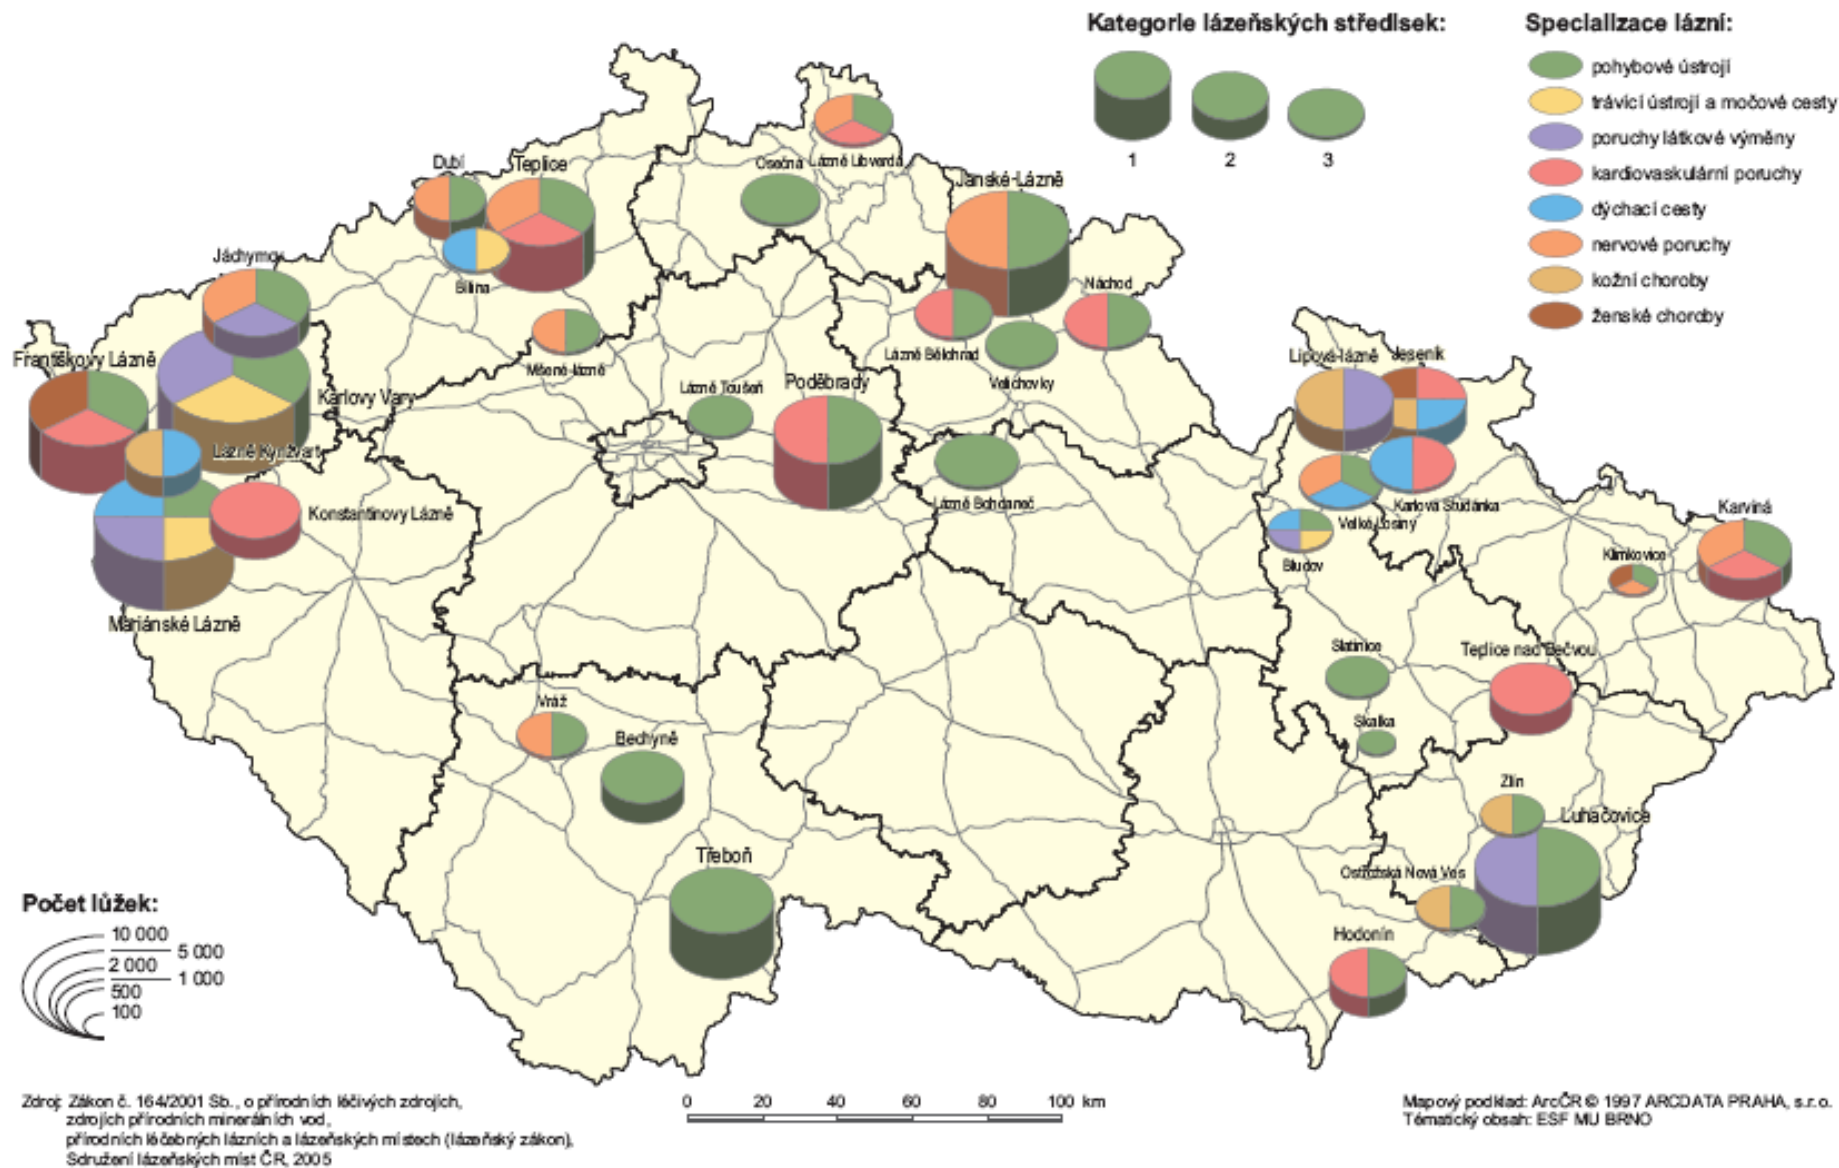 Kategorie lázeňských středisek:
1
2
3
Specializace lázní:
pohybové ústrojí
trávicí ústrojí a močové cesty
poruchy látkové výměny
kardiovaskulární poruchy
dýchací cesty
nervové poruchy
kožní choroby
ženské choroby
Dubí
Teplice
Osečná
Lázně Libverda
Janské-Lázně
Jáchymov
Bílina
Náchod
Františkovy Lázně
Mšené-lázně
Lázně Bělohrad
Velichovky
Lipová-lázně
Jeseník
Karlovy Vary
Lázně Toušeň
Poděbrady
Lázně Kynžvart
Lázně Bohdaneč
Karlova Studánka
Konstantinovy Lázně
Velké Losiny
Karviná
Bludov
Klimkovice
Mariánské Lázně
Slatinice
Teplice nad Bečvou
Vráž
Skalka
Bechyně
Zlín
Luhačovice
Třeboň
Ostrožská Nová Ves
Hodonín
Počet lůžek:
10 000
5 000
2 000
1 000
500
100
Zdroj: Zákon č. 164/2001 Sb., o přírodních léčivých zdrojích,
zdrojích přírodních minerálních vod,
přírodních léčebných lázních a lázeňských místech (lázeňský zákon),
Sdružení lázeňských míst ČR, 2005
0 20 40 60 80 100 km
Mapový podklad: ArcČR © 1997 ARCDATA PRAHA, s.r.o.
Tématický obsah: ESF MU BRNO